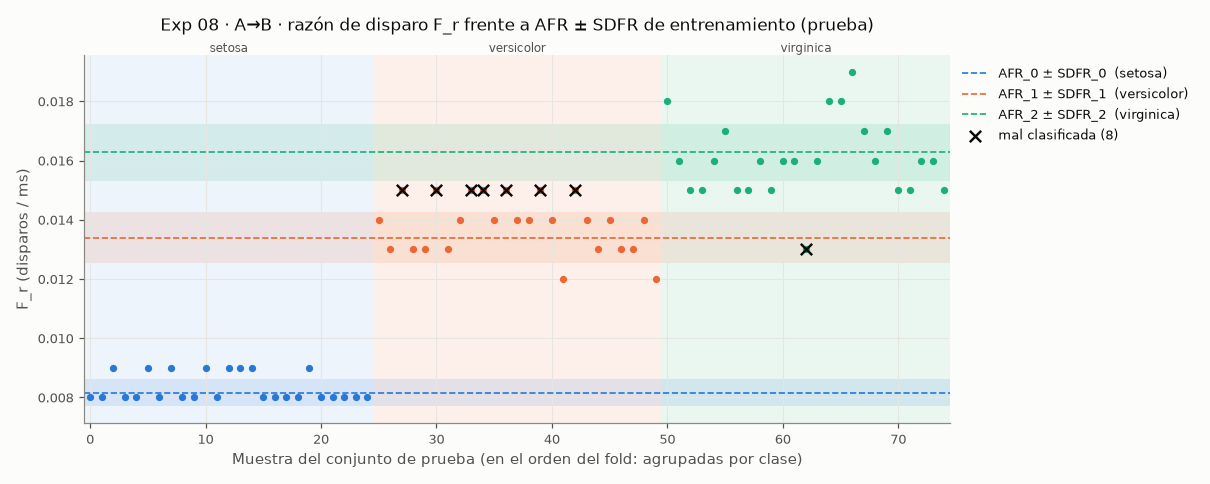 Exp 08 · A→B · razón de disparo F_r frente a AFR ± SDFR de entrenamiento (prueba)
setosa versicolor virginica
AFR_0 ± SDFR_0 (setosa)
AFR_1 ± SDFR_1 (versicolor)
AFR_2 ± SDFR_2 (virginica)
mal clasificada (8)
F_r (disparos / ms)
0.018
0.016
0.014
0.012
0.010
0.008
0 10 20 30 40 50 60 70
Muestra del conjunto de prueba (en el orden del fold: agrupadas por clase)